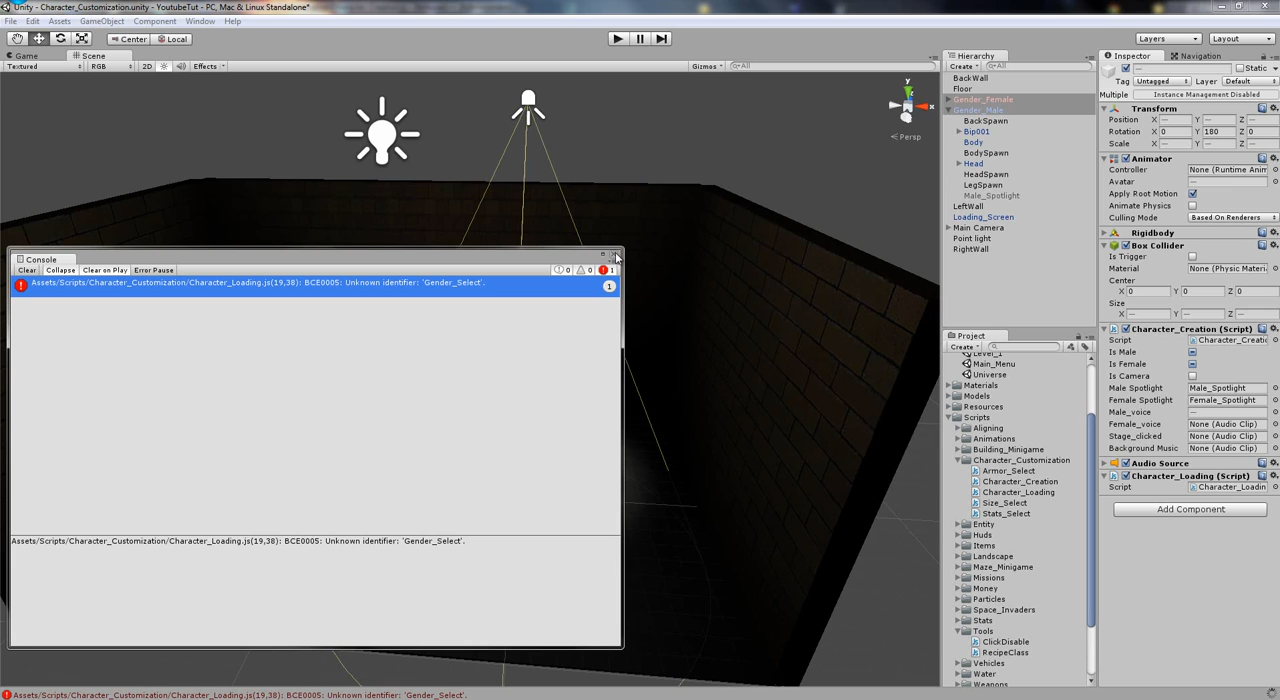 Unity - Character_Customization.unity - YoutubeTut - PC, Mac & Linux Standalone*
File Edit Assets GameObject Component Window Help
Center Local Layers Layout
Game Scene
Textured RGB 2D Effects Gizmos All
y
x
Persp
Console
Clear Collapse Clear on Play Error Pause 0 0 1
Assets/Scripts/Character_Customization/Character_Loading.js(19,38): BCE0005: Unknown identifier: 'Gender_Select'.
1
Assets/Scripts/Character_Customization/Character_Loading.js(19,38): BCE0005: Unknown identifier: 'Gender_Select'.
Hierarchy
Create All
BackWall
Floor
Gender_Female
Gender_Male
BackSpawn
Bip001
Body
BodySpawn
Head
HeadSpawn
LegSpawn
Male_Spotlight
LeftWall
Loading_Screen
Main Camera
Point light
RightWall
Project
Create
Level_1
Main_Menu
Universe
Materials
Models
Resources
Scripts
Aligning
Animations
Building_Minigame
Character_Customization
Armor_Select
Character_Creation
Character_Loading
Size_Select
Stats_Select
Entity
Huds
Items
Landscape
Maze_Minigame
Missions
Money
Particles
Space_Invaders
Stats
Tools
ClickDisable
RecipeClass
Vehicles
Water
Weapons
Inspector Navigation
— Static
Tag Untagged Layer Default
Multiple Instance Management Disabled
Transform
Position X — Y — Z —
Rotation X 0 Y 180 Z 0
Scale X — Y — Z —
Animator
Controller None (Runtime Anim
Avatar —
Apply Root Motion
Animate Physics
Culling Mode Based On Renderers
Rigidbody
Box Collider
Is Trigger
Material None (Physic Materi
Center
X 0 Y 0 Z 0
Size
X — Y — Z —
Character_Creation (Script)
Script Character_Creatio
Is Male
Is Female
Is Camera
Male Spotlight Male_Spotlight
Female Spotlight Female_Spotlight
Male_voice —
Female_voice None (Audio Clip)
Stage_clicked None (Audio Clip)
Background Music None (Audio Clip)
Audio Source
Character_Loading (Script)
Script Character_Loadin
Add Component
Assets/Scripts/Character_Customization/Character_Loading.js(19,38): BCE0005: Unknown identifier: 'Gender_Select'.